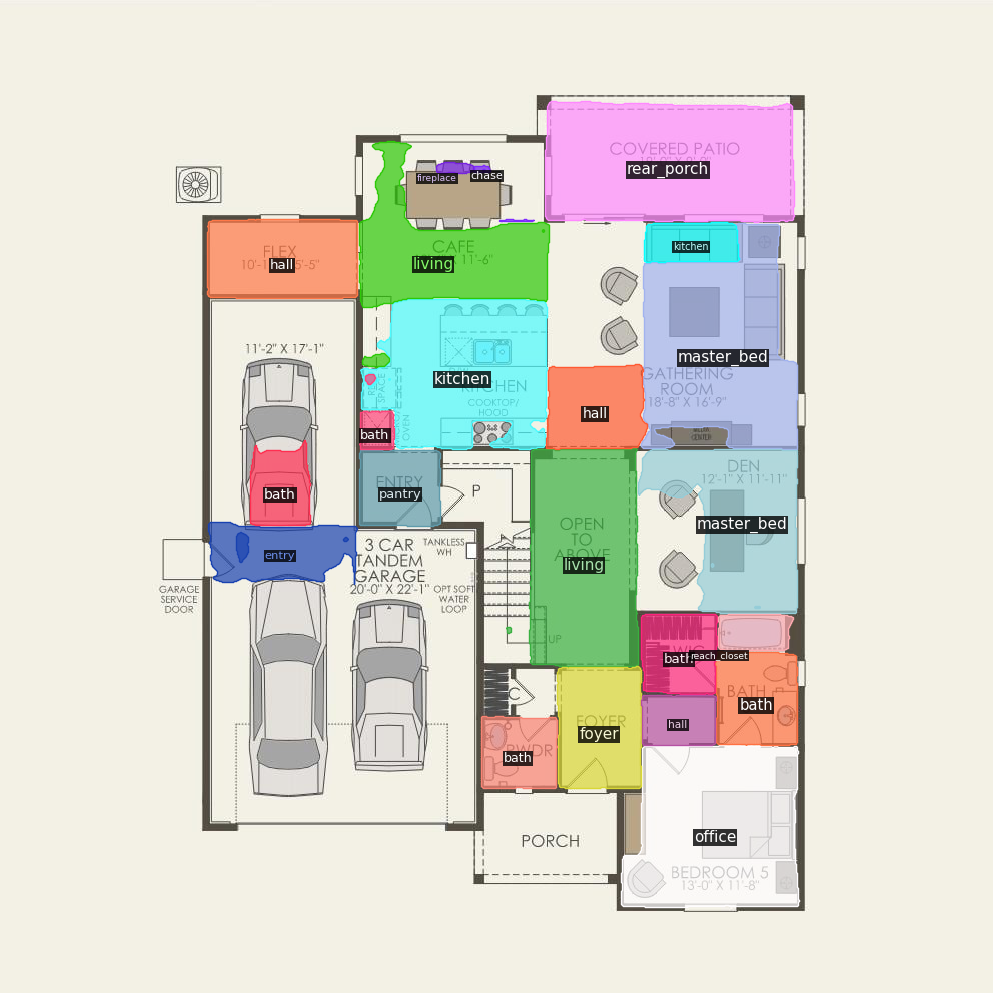 COVERED PATIO
rear_porch
fireplace
chase
CAFE
living
11'-6"
kitchen
FLEX
hall
5'-5"
11'-2" X 17'-1"
master_bed
GATHERING
ROOM
18'-8" X 16'-9"
kitchen
KITCHEN
COOKTOP/
HOOD
OVEN
SPACE
hall
bath
ENTRY
pantry
P
bath
DEN
12'-1" X 11'-11"
master_bed
OPEN
TO
ABOVE
living
entry
3 CAR
TANDEM
GARAGE
20'-0" X 22'-1"
TANKLESS
WH
OPT SOFT
WATER
LOOP
GARAGE
SERVICE
DOOR
UP
bath
reach_closet
C
BATH
bath
hall
FOYER
foyer
PWDR
bath
PORCH
office
BEDROOM 5
13'-0" X 11'-8"